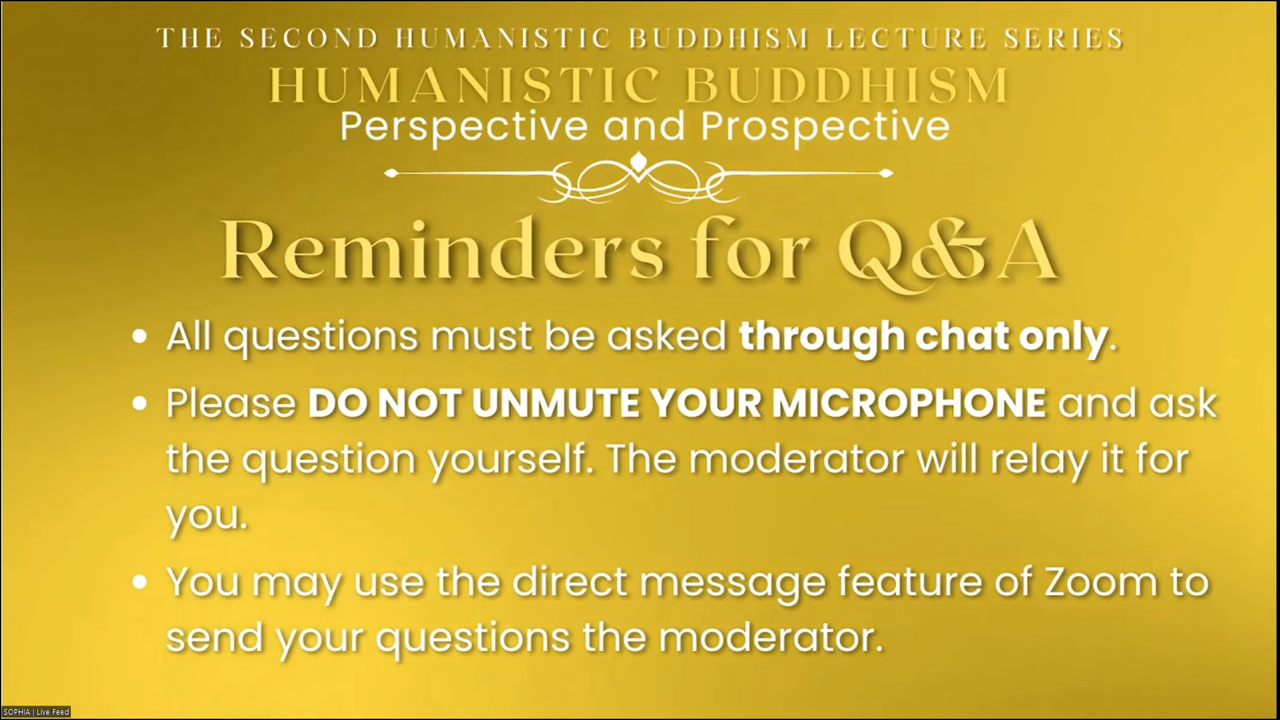 THE SECOND HUMANISTIC BUDDHISM LECTURE SERIES
HUMANISTIC BUDDHISM
Perspective and Prospective
Reminders for Q&A
• All questions must be asked through chat only.
• Please DO NOT UNMUTE YOUR MICROPHONE and ask
the question yourself. The moderator will relay it for
you.
• You may use the direct message feature of Zoom to
send your questions the moderator.
SOPHIA | Live Feed